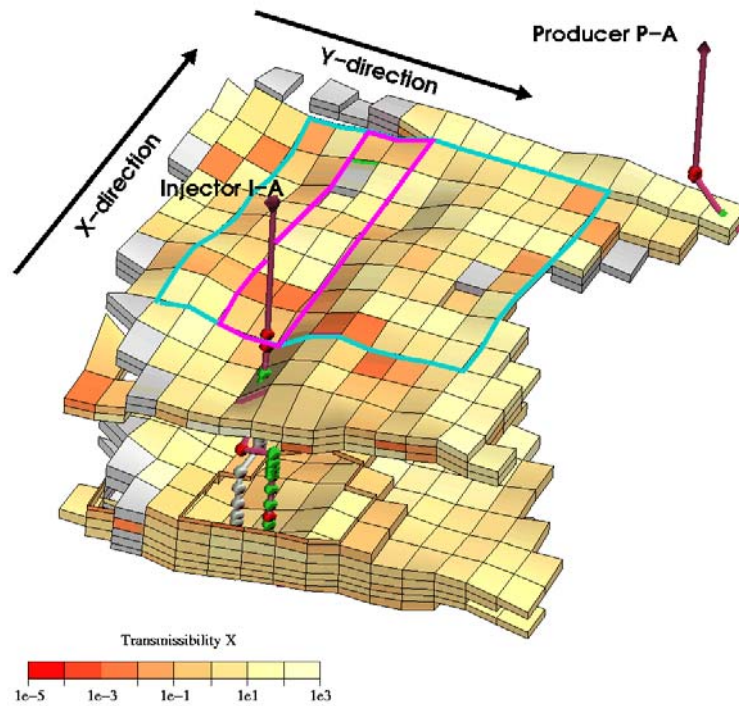 Producer P-A
Y-direction
X-direction
Injector I-A
Transmissibility X
1e-5 1e-3 1e-1 1e1 1e3